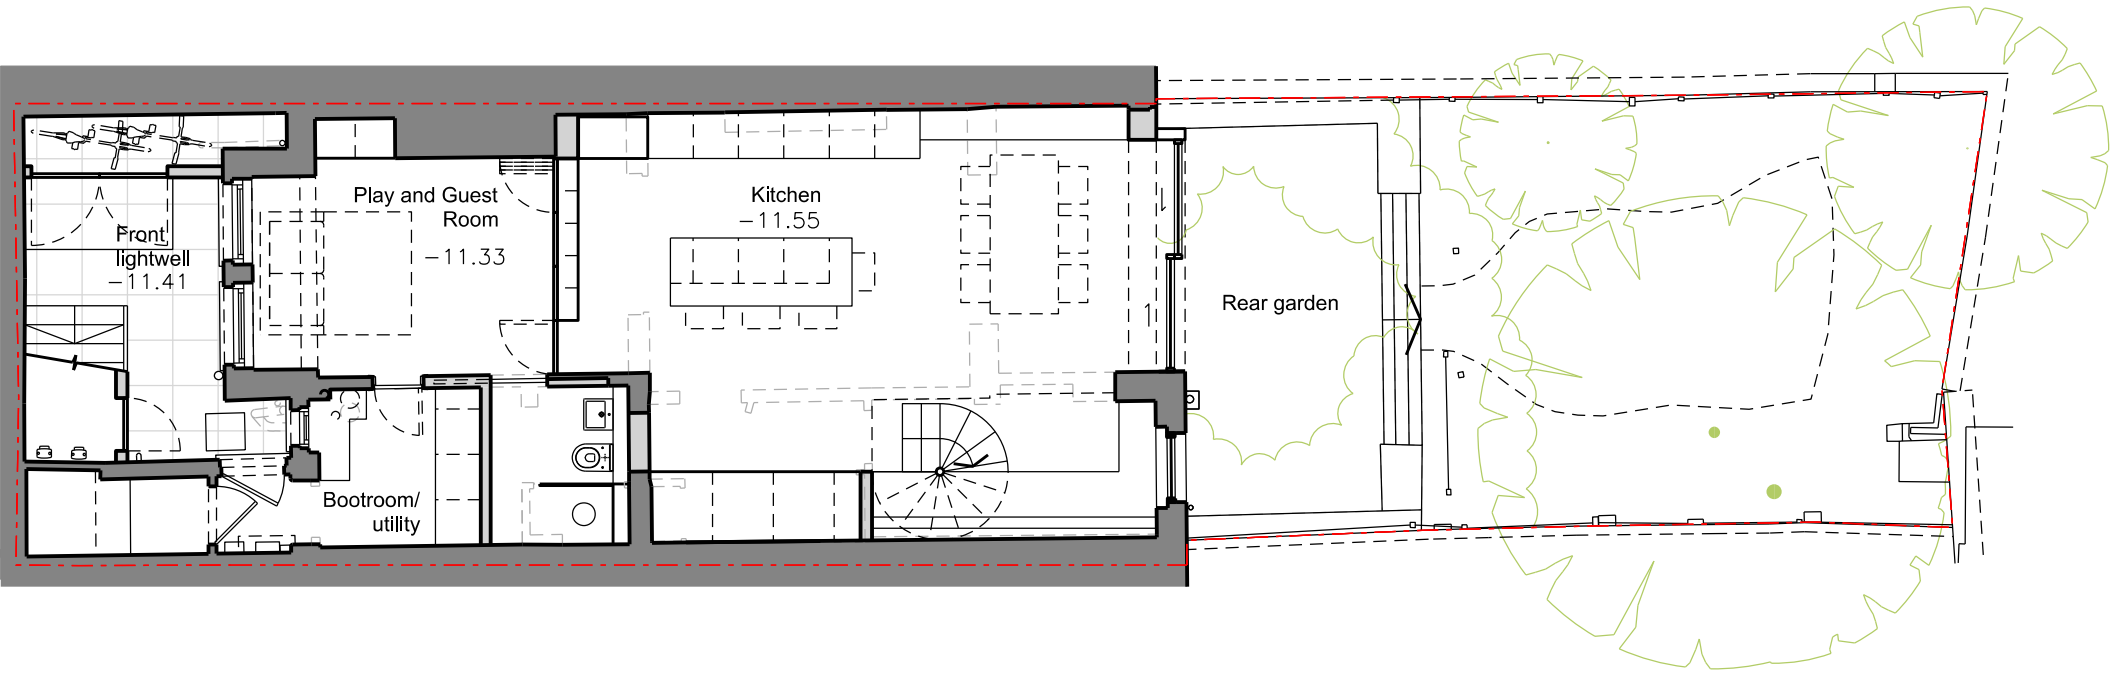 Front
lightwell
-11.41
Play and Guest
Room
-11.33
Kitchen
-11.55
Bootroom/
utility
Rear garden